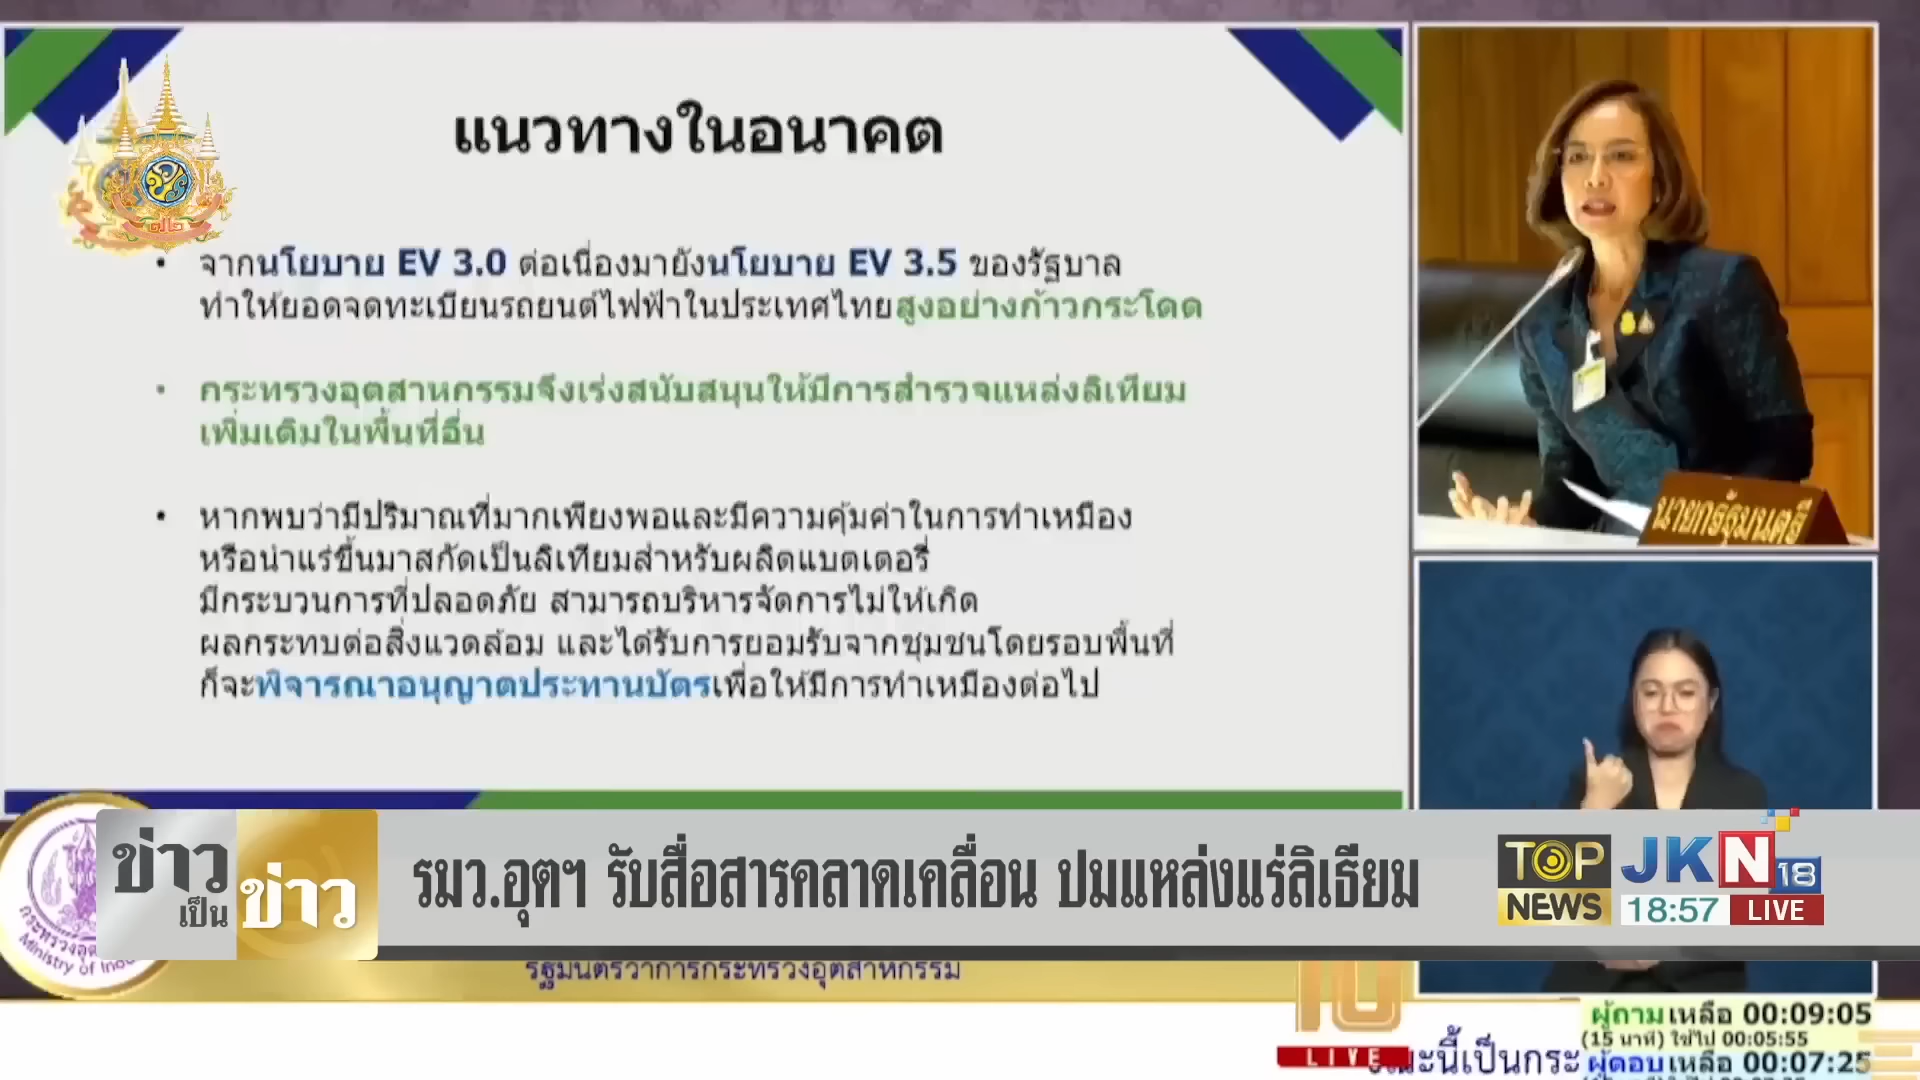 แนวทางในอนาคต
• จากนโยบาย EV 3.0 ต่อเนื่องมายังนโยบาย EV 3.5 ของรัฐบาล
ทำให้ยอดจดทะเบียนรถยนต์ไฟฟ้าในประเทศไทยสูงอย่างก้าวกระโดด
• กระทรวงอุตสาหกรรมจึงเร่งสนับสนุนให้มีการสำรวจแหล่งลิเทียม
เพิ่มเติมในพื้นที่อื่น
• หากพบว่ามีปริมาณที่มากเพียงพอและมีความคุ้มค่าในการทำเหมือง
หรือนำแร่ขึ้นมาสกัดเป็นลิเทียมสำหรับผลิตแบตเตอรี่
มีกระบวนการที่ปลอดภัย สามารถบริหารจัดการไม่ให้เกิด
ผลกระทบต่อสิ่งแวดล้อม และได้รับการยอมรับจากชุมชนโดยรอบพื้นที่
ก็จะพิจารณาอนุญาตประทานบัตรเพื่อให้มีการทำเหมืองต่อไป
นายกรัฐมนตรี
ข่าว
เป็น
ข่าว
รมว.อุตฯ รับสื่อสารคลาดเคลื่อน ปมแหล่งแร่ลิเธียม
TOP
NEWS
JKN
18
18:57
LIVE
Ministry of
รัฐมนตรีว่าการกระทรวงอุตสาหกรรม
10
LIVE
ะนี้เป็นกระ
ผู้ถามเหลือ 00:09:05
(15 นาที) ใช้ไป 00:05:55
ผู้ตอบเหลือ 00:07:25